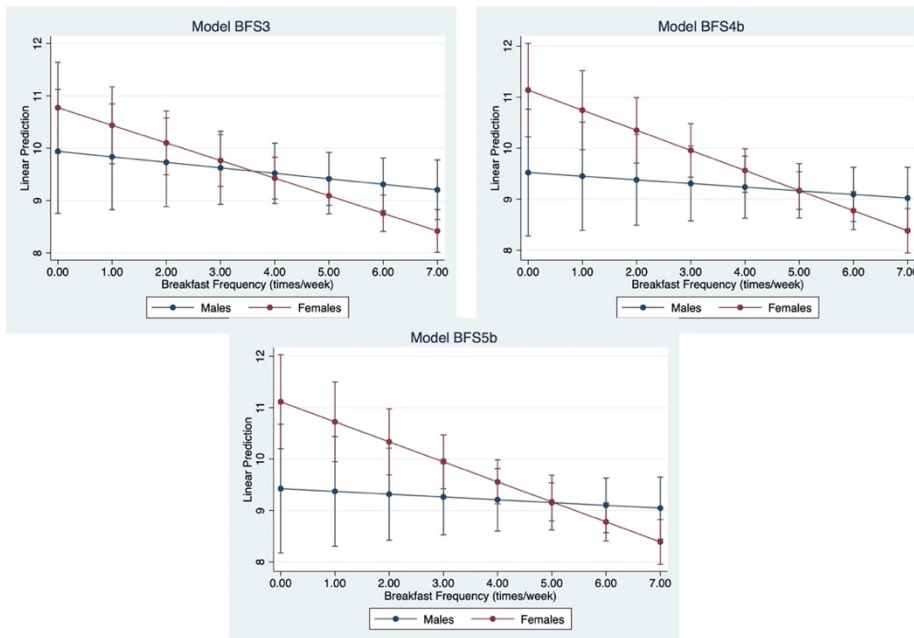 Model BFS3
12
11
10
9
8
Linear Prediction
0.00 1.00 2.00 3.00 4.00 5.00 6.00 7.00
Breakfast Frequency (times/week)
Males Females
Model BFS4b
12
11
10
9
8
Linear Prediction
0.00 1.00 2.00 3.00 4.00 5.00 6.00 7.00
Breakfast Frequency (times/week)
Males Females
Model BFS5b
12
11
10
9
8
Linear Prediction
0.00 1.00 2.00 3.00 4.00 5.00 6.00 7.00
Breakfast Frequency (times/week)
Males Females